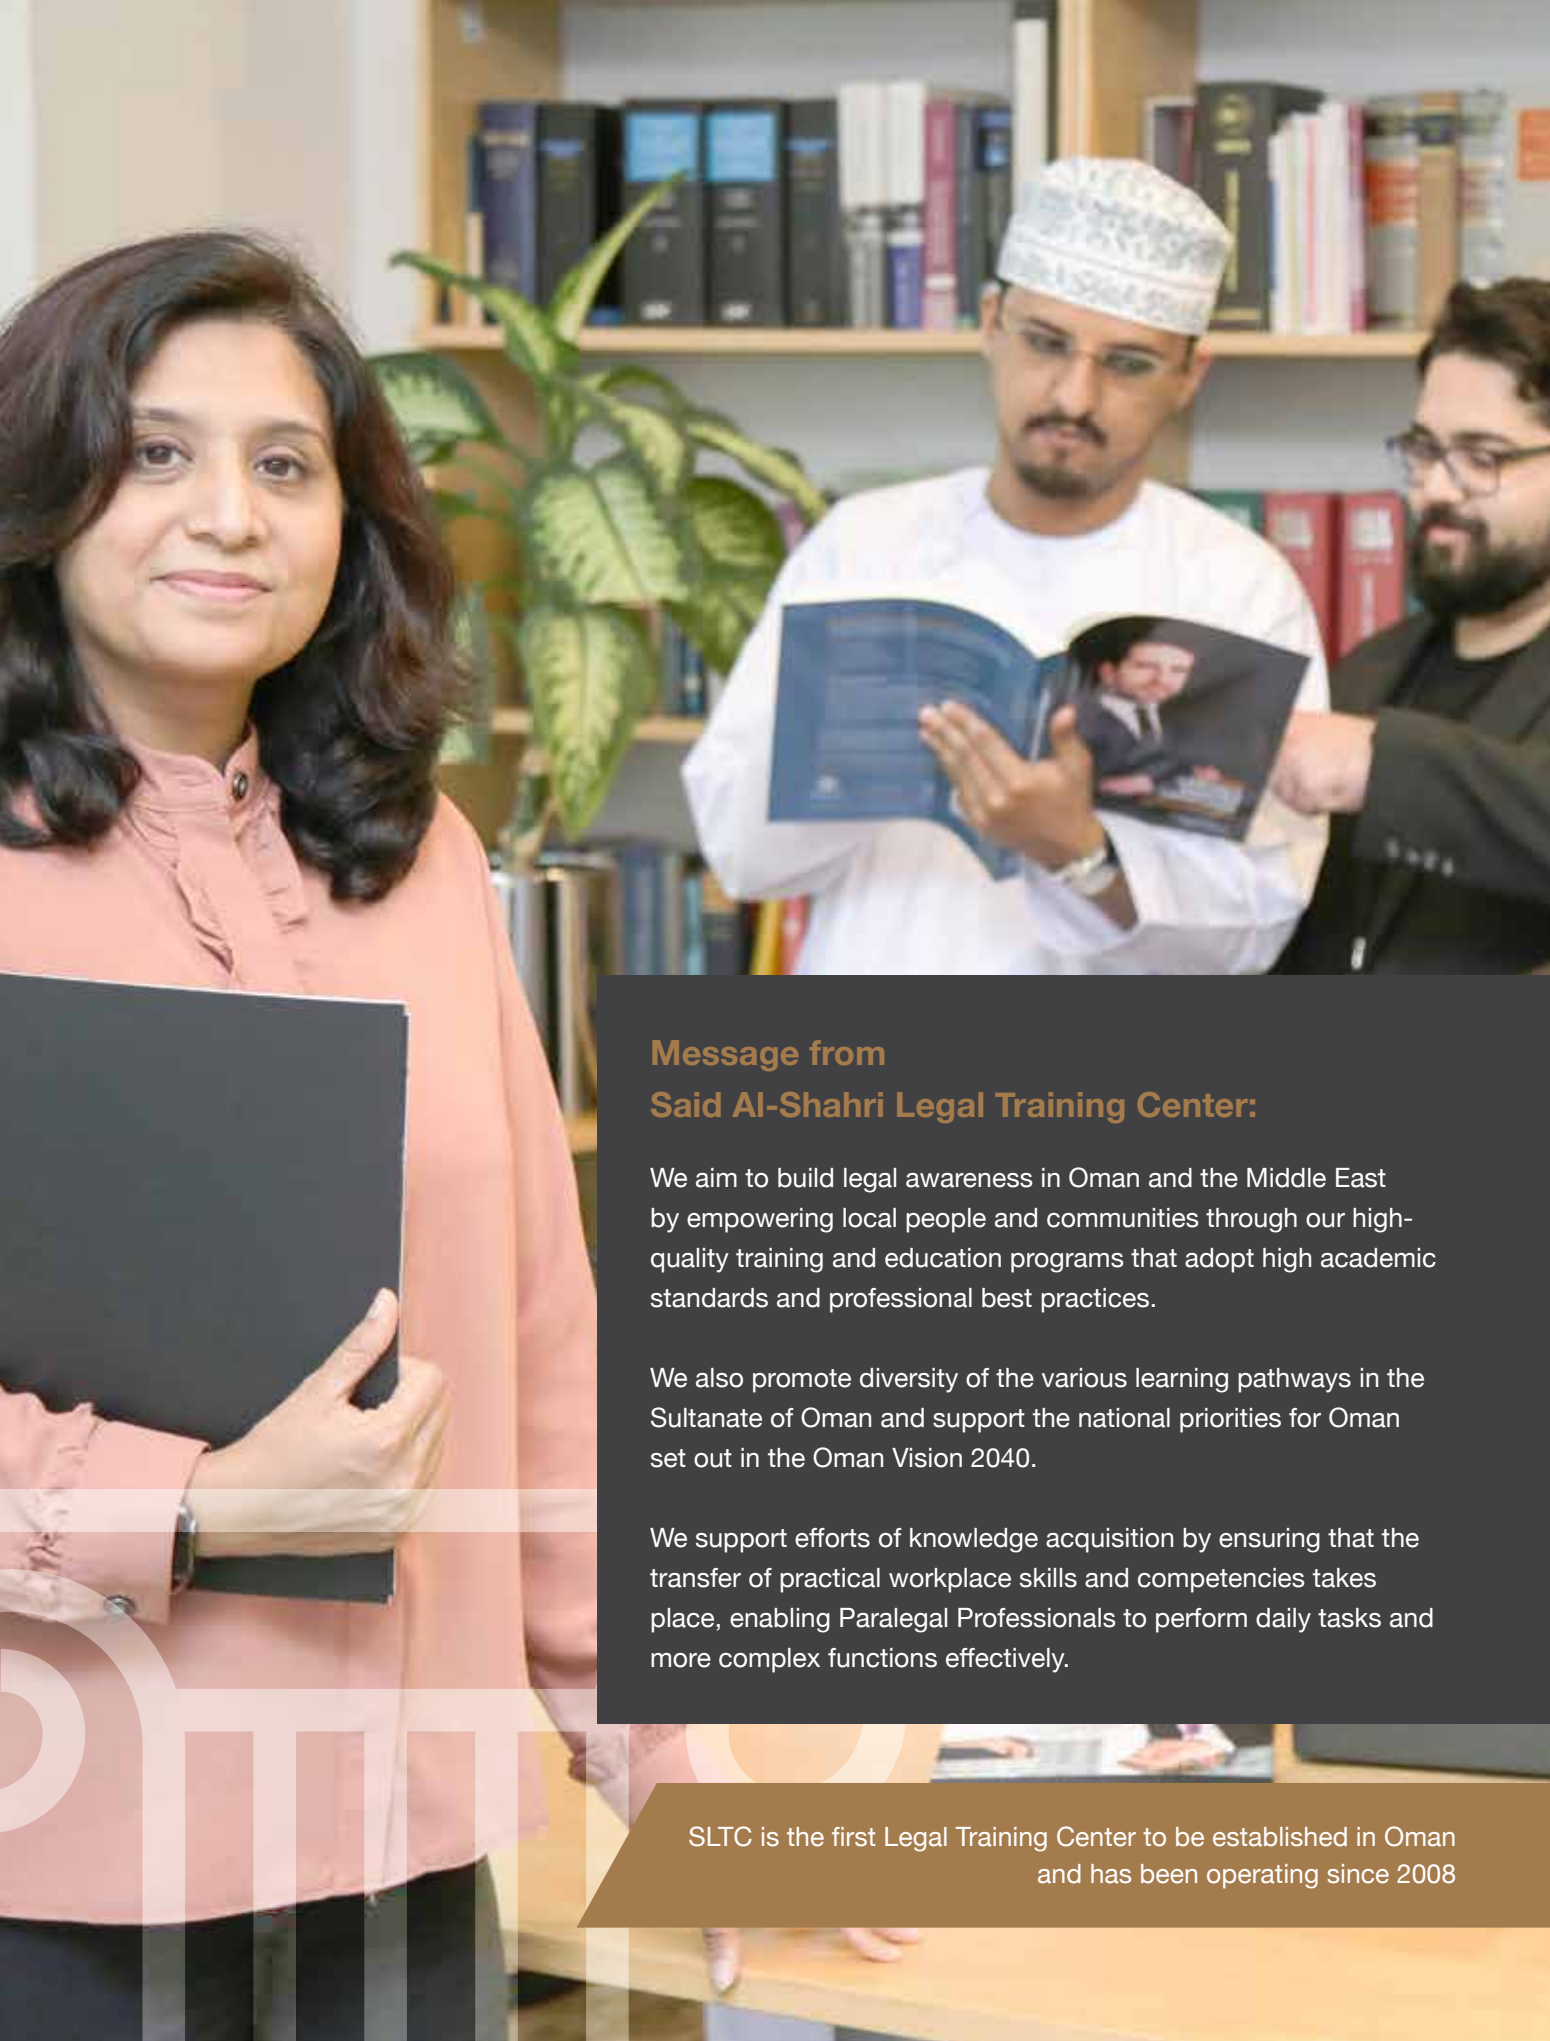 Message from
Said Al-Shahri Legal Training Center:
We aim to build legal awareness in Oman and the Middle East
by empowering local people and communities through our high-
quality training and education programs that adopt high academic
standards and professional best practices.
We also promote diversity of the various learning pathways in the
Sultanate of Oman and support the national priorities for Oman
set out in the Oman Vision 2040.
We support efforts of knowledge acquisition by ensuring that the
transfer of practical workplace skills and competencies takes
place, enabling Paralegal Professionals to perform daily tasks and
more complex functions effectively.
SLTC is the first Legal Training Center to be established in Oman
and has been operating since 2008